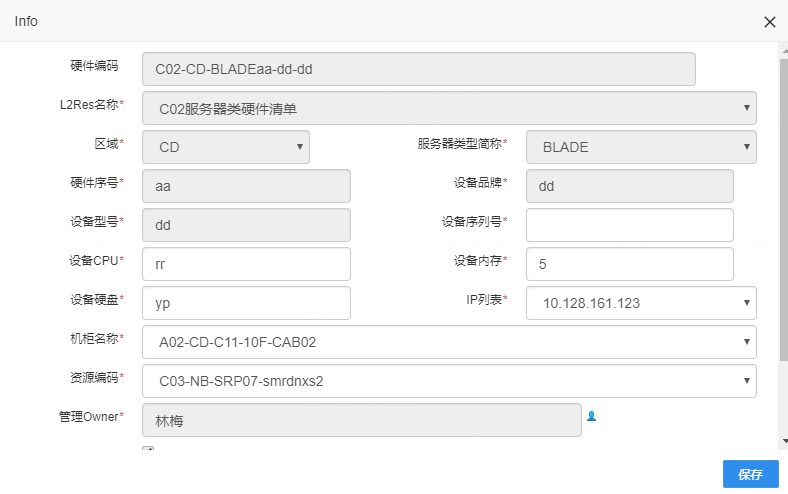 Info
硬件编码 C02-CD-BLADEaa-dd-dd
L2Res名称* C02服务器类硬件清单
区域* CD 服务器类型简称* BLADE
硬件序号* aa 设备品牌* dd
设备型号* dd 设备序列号*
设备CPU* rr 设备内存* 5
设备硬盘* yp IP列表* 10.128.161.123
机柜名称* A02-CD-C11-10F-CAB02
资源编码* C03-NB-SRP07-smrdnxs2
管理Owner* 林梅
保存